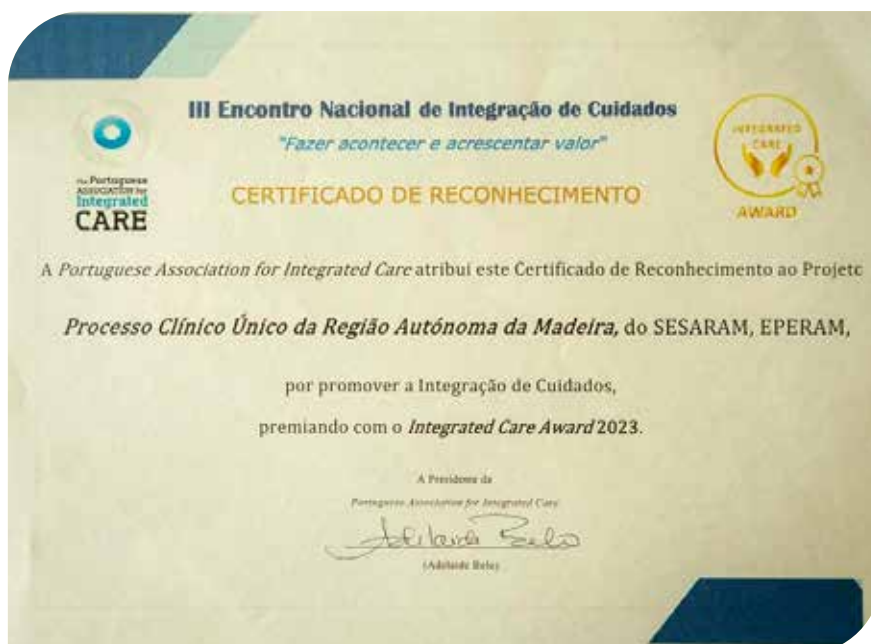 III Encontro Nacional de Integração de Cuidados
"Fazer acontecer e acrescentar valor"
CERTIFICADO DE RECONHECIMENTO
The Portuguese
ASSOCIATION for
Integrated
CARE
INTEGRATED
CARE
AWARD
A Portuguese Association for Integrated Care atribui este Certificado de Reconhecimento ao Projeto
Processo Clínico Único da Região Autónoma da Madeira, do SESARAM, EPERAM,
por promover a Integração de Cuidados,
premiando com o Integrated Care Award 2023.
A Presidente da
Portuguese Association for Integrated Care
Adelaide Belo
(Adelaide Belo)